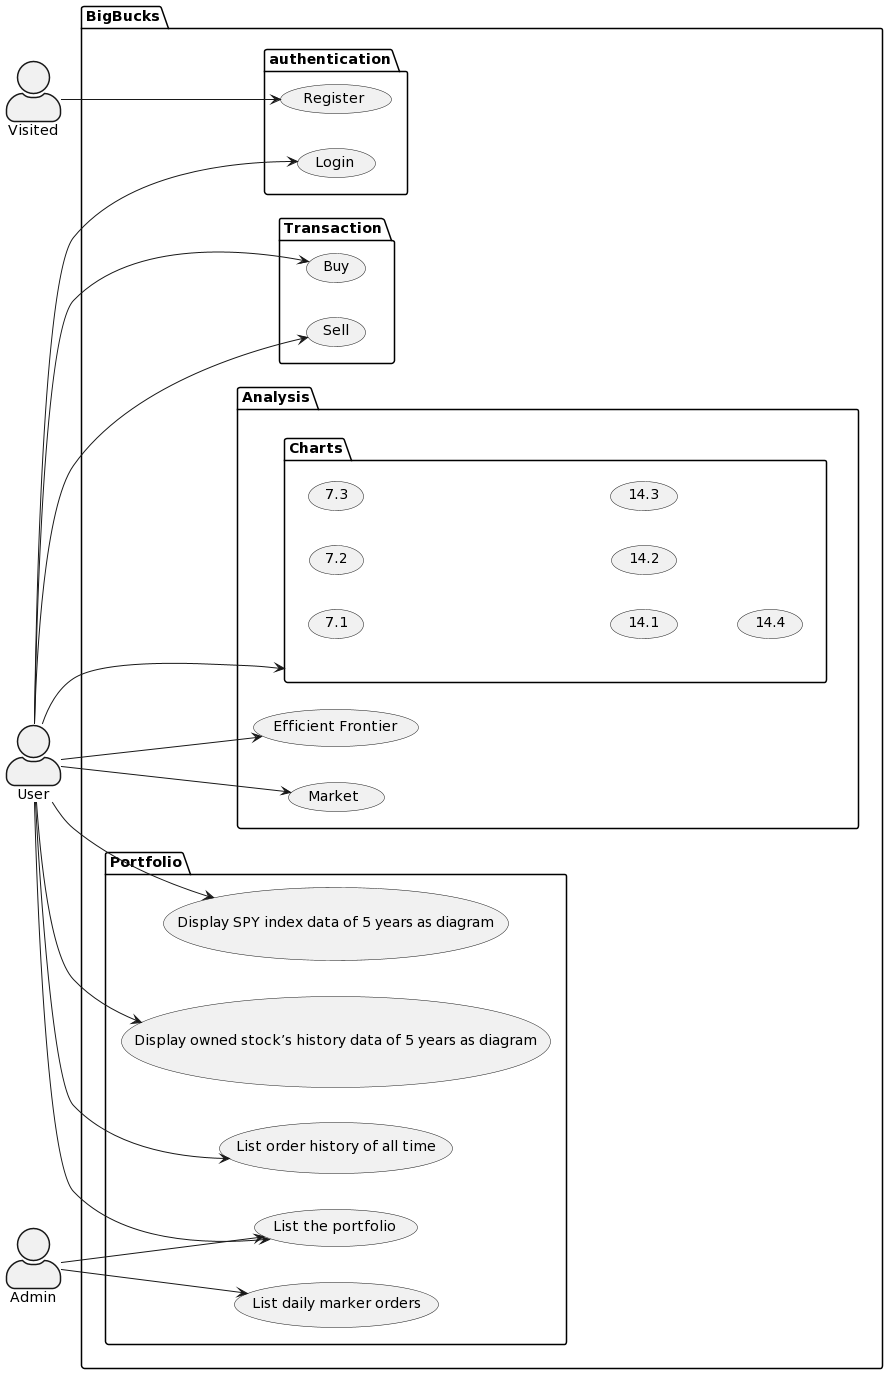 BigBucks
authentication
Register
Visited
Login
Transaction
Buy
Sell
Analysis
Charts
7.3
14.3
7.2
14.2
7.1
14.1
14.4
Efficient Frontier
User
Market
Portfolio
Display SPY index data of 5 years as diagram
Display owned stock’s history data of 5 years as diagram
List order history of all time
List the portfolio
Admin
List daily marker orders